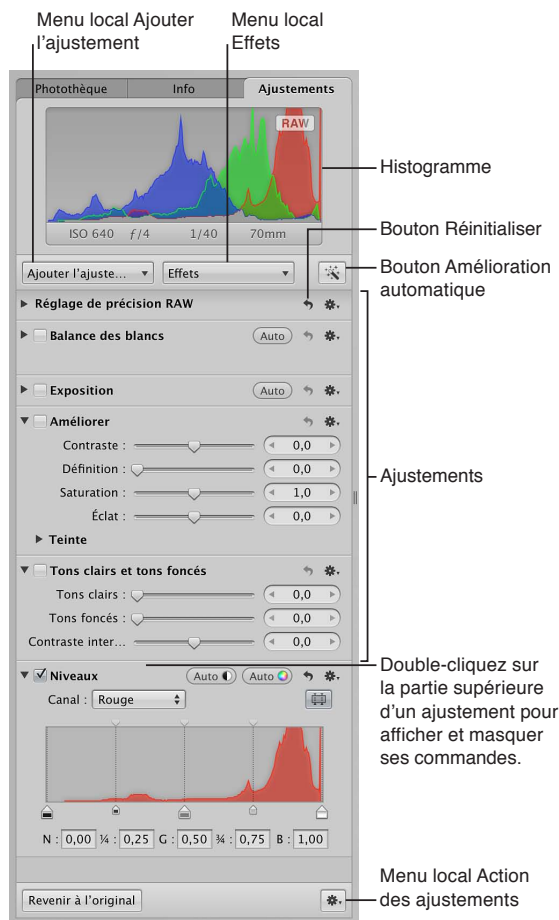 Menu local Ajouter
l'ajustement
Menu local
Effets
Photothèque Info Ajustements
RAW
Histogramme
ISO 640 ƒ/4 1/40 70mm
Bouton Réinitialiser
Ajouter l'ajuste... Effets
Bouton Amélioration
automatique
Réglage de précision RAW
Balance des blancs Auto
Exposition Auto
Améliorer
Contraste : 0,0
Définition : 0,0
Saturation : 1,0
Éclat : 0,0
Teinte
Ajustements
Tons clairs et tons foncés
Tons clairs : 0,0
Tons foncés : 0,0
Contraste inter... 0,0
Niveaux Auto Auto
Canal : Rouge
Double-cliquez sur
la partie supérieure
d'un ajustement pour
afficher et masquer
ses commandes.
N : 0,00 ¼ : 0,25 G : 0,50 ¾ : 0,75 B : 1,00
Revenir à l'original
Menu local Action
des ajustements